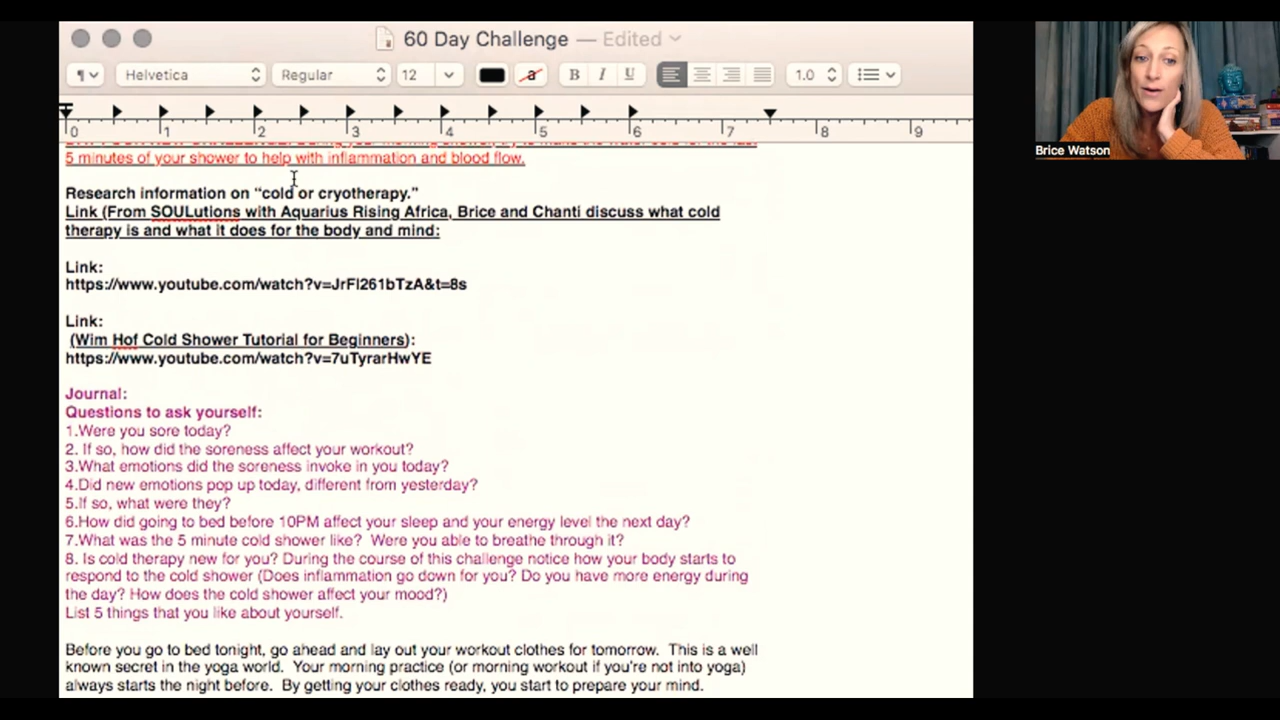 60 Day Challenge — Edited
¶ Helvetica Regular 12 a B I U 1.0
0 1 2 3 4 5 6 7 8 9
5 minutes of your shower to help with inflammation and blood flow.
Brice Watson
Research information on “cold or cryotherapy.”
Link (From SOULutions with Aquarius Rising Africa, Brice and Chanti discuss what cold
therapy is and what it does for the body and mind:
Link:
https://www.youtube.com/watch?v=JrFl261bTzA&t=8s
Link:
(Wim Hof Cold Shower Tutorial for Beginners):
https://www.youtube.com/watch?v=7uTyrarHwYE
Journal:
Questions to ask yourself:
1.Were you sore today?
2. If so, how did the soreness affect your workout?
3.What emotions did the soreness invoke in you today?
4.Did new emotions pop up today, different from yesterday?
5.If so, what were they?
6.How did going to bed before 10PM affect your sleep and your energy level the next day?
7.What was the 5 minute cold shower like?  Were you able to breathe through it?
8. Is cold therapy new for you? During the course of this challenge notice how your body starts to
respond to the cold shower (Does inflammation go down for you? Do you have more energy during
the day? How does the cold shower affect your mood?)
List 5 things that you like about yourself.
Before you go to bed tonight, go ahead and lay out your workout clothes for tomorrow.  This is a well
known secret in the yoga world.  Your morning practice (or morning workout if you're not into yoga)
always starts the night before.  By getting your clothes ready, you start to prepare your mind.